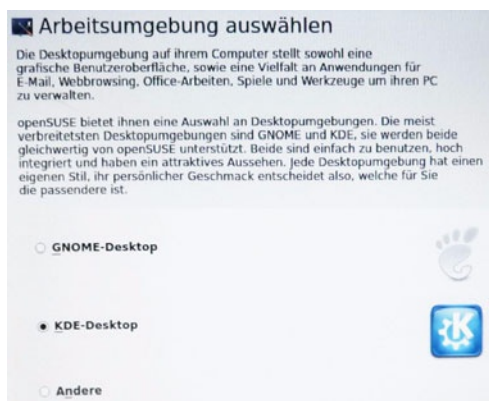 Arbeitsumgebung auswählen
Die Desktopumgebung auf ihrem Computer stellt sowohl eine
grafische Benutzeroberfläche, sowie eine Vielfalt an Anwendungen für
E-Mail, Webbrowsing, Office-Arbeiten, Spiele und Werkzeuge um ihren PC
zu verwalten.
openSUSE bietet ihnen eine Auswahl an Desktopumgebungen. Die meist
verbreitetsten Desktopumgebungen sind GNOME und KDE, sie werden beide
gleichwertig von openSUSE unterstützt. Beide sind einfach zu benutzen, hoch
integriert und haben ein attraktives Aussehen. Jede Desktopumgebung hat einen
eigenen Stil, ihr persönlicher Geschmack entscheidet also, welche für Sie
die passendere ist.
GNOME-Desktop
KDE-Desktop
K
Andere